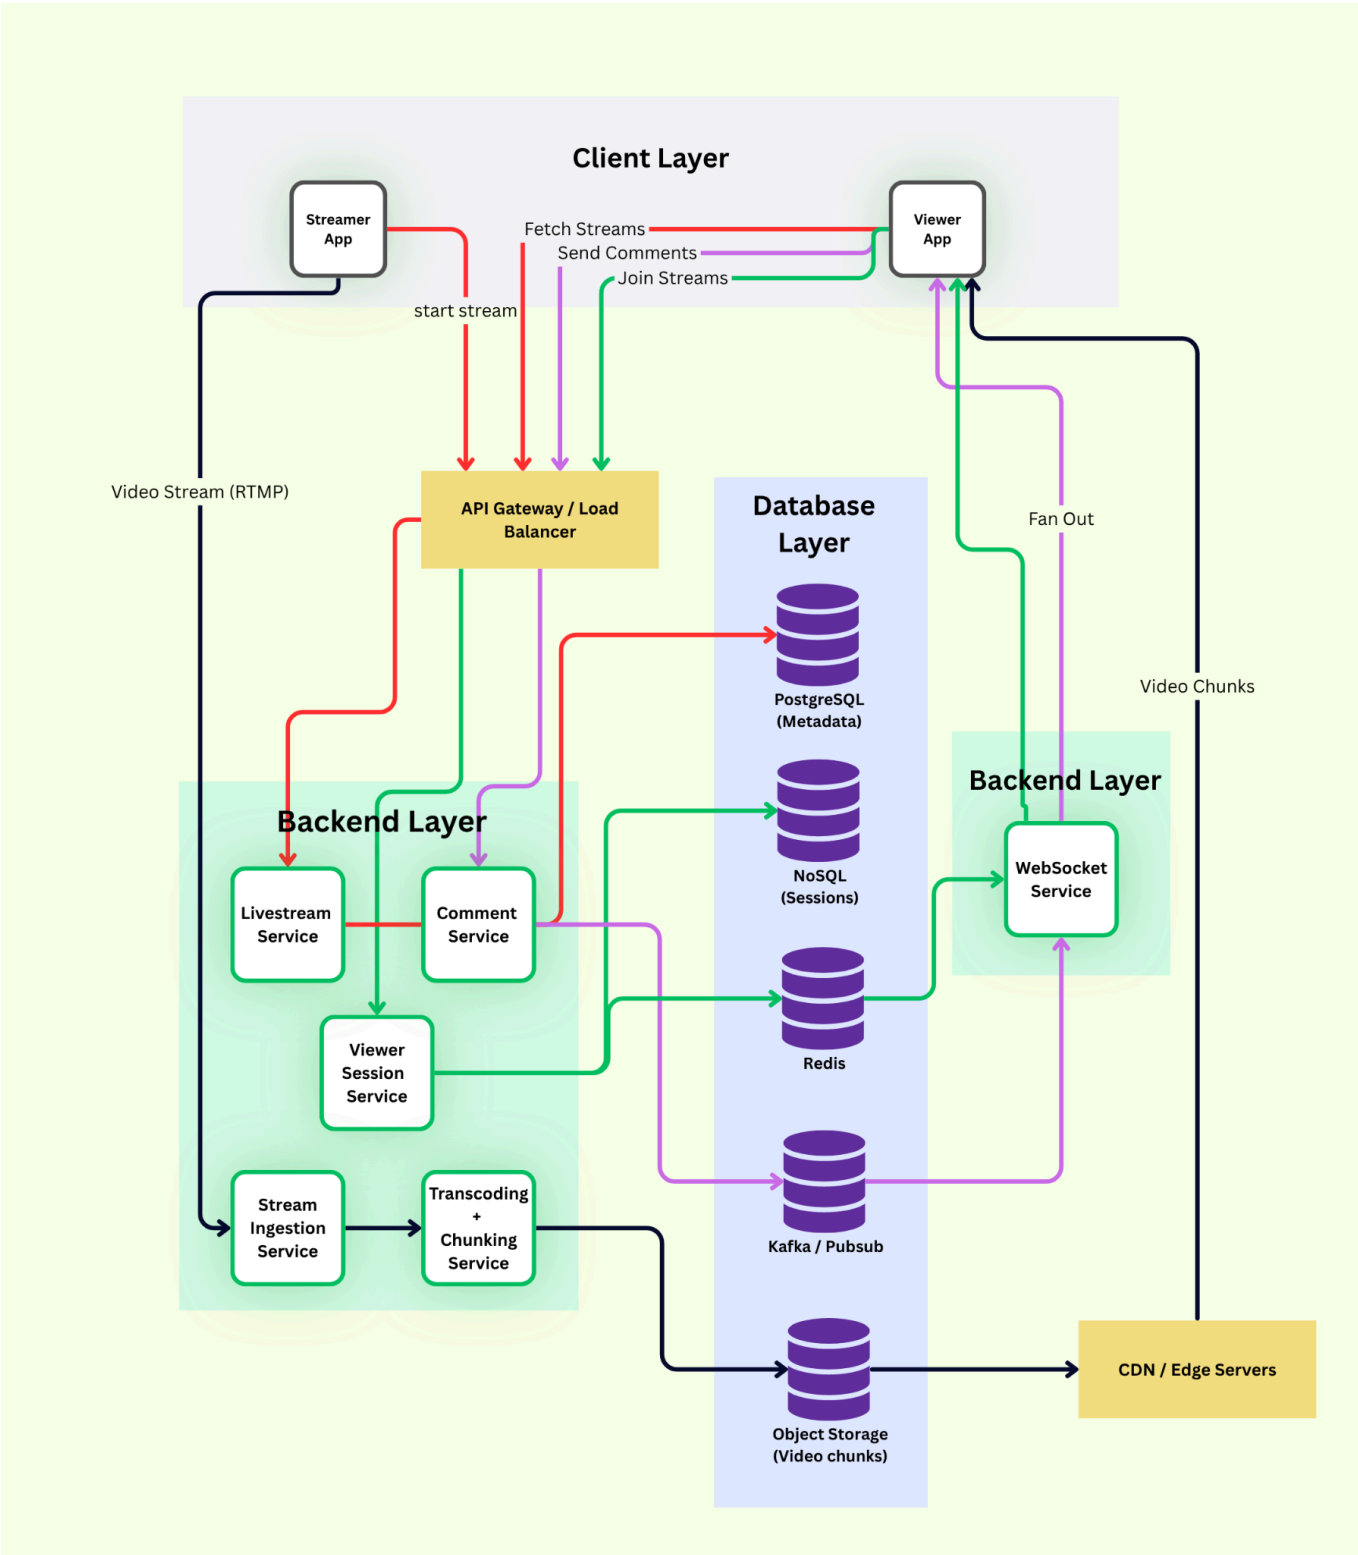 Client Layer
Streamer
App
Viewer
App
Fetch Streams
Send Comments
Join Streams
start stream
Video Stream (RTMP)
API Gateway / Load
Balancer
Database
Layer
Fan Out
PostgreSQL
(Metadata)
Video Chunks
Backend Layer
Backend Layer
NoSQL
(Sessions)
WebSocket
Service
Livestream
Service
Comment
Service
Viewer
Session
Service
Redis
Stream
Ingestion
Service
Transcoding
+
Chunking
Service
Kafka / Pubsub
CDN / Edge Servers
Object Storage
(Video chunks)